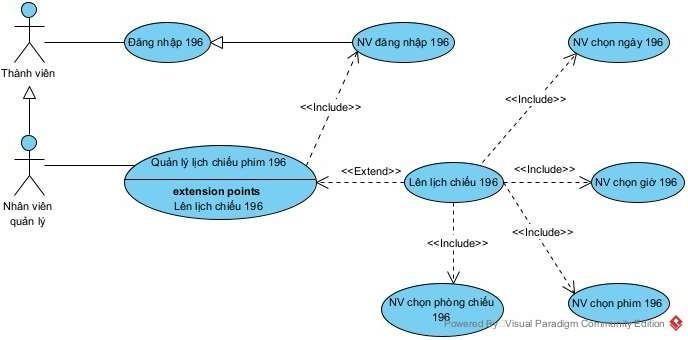 Thành viên
Đăng nhập 196
NV đăng nhập 196
NV chọn ngày 196
<<Include>>
<<Include>>
Nhân viên
quản lý
Quản lý lịch chiếu phim 196
extension points
Lên lịch chiếu 196
<<Extend>>
Lên lịch chiếu 196
<<Include>>
NV chọn giờ 196
<<Include>>
<<Include>>
NV chọn phòng chiếu
196
NV chọn phim 196
Powered By Visual Paradigm Community Edition